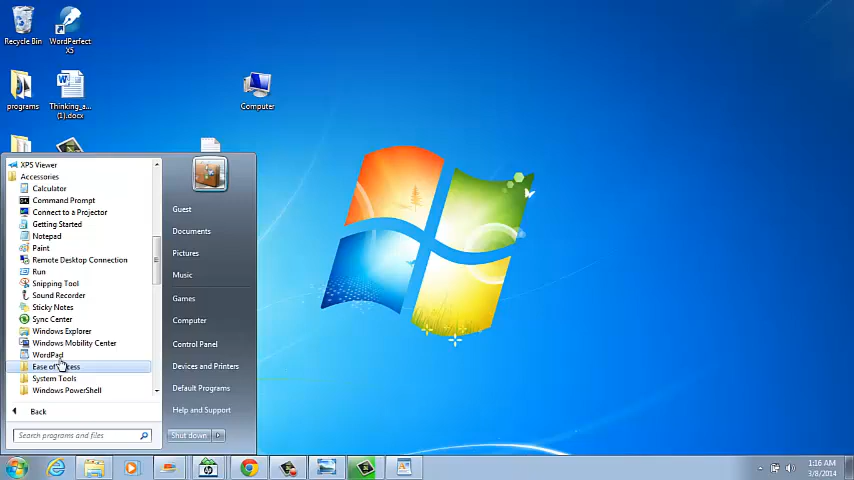 Recycle Bin
WordPerfect
X5
programs
Thinking_a...
(1).docx
Computer
XPS Viewer
Accessories
Calculator
Command Prompt
Connect to a Projector
Getting Started
Notepad
Paint
Remote Desktop Connection
Run
Snipping Tool
Sound Recorder
Sticky Notes
Sync Center
Windows Explorer
Windows Mobility Center
WordPad
Ease of Access
System Tools
Windows PowerShell
Back
Search programs and files
Guest
Documents
Pictures
Music
Games
Computer
Control Panel
Devices and Printers
Default Programs
Help and Support
Shut down
1:16 AM
3/8/2014